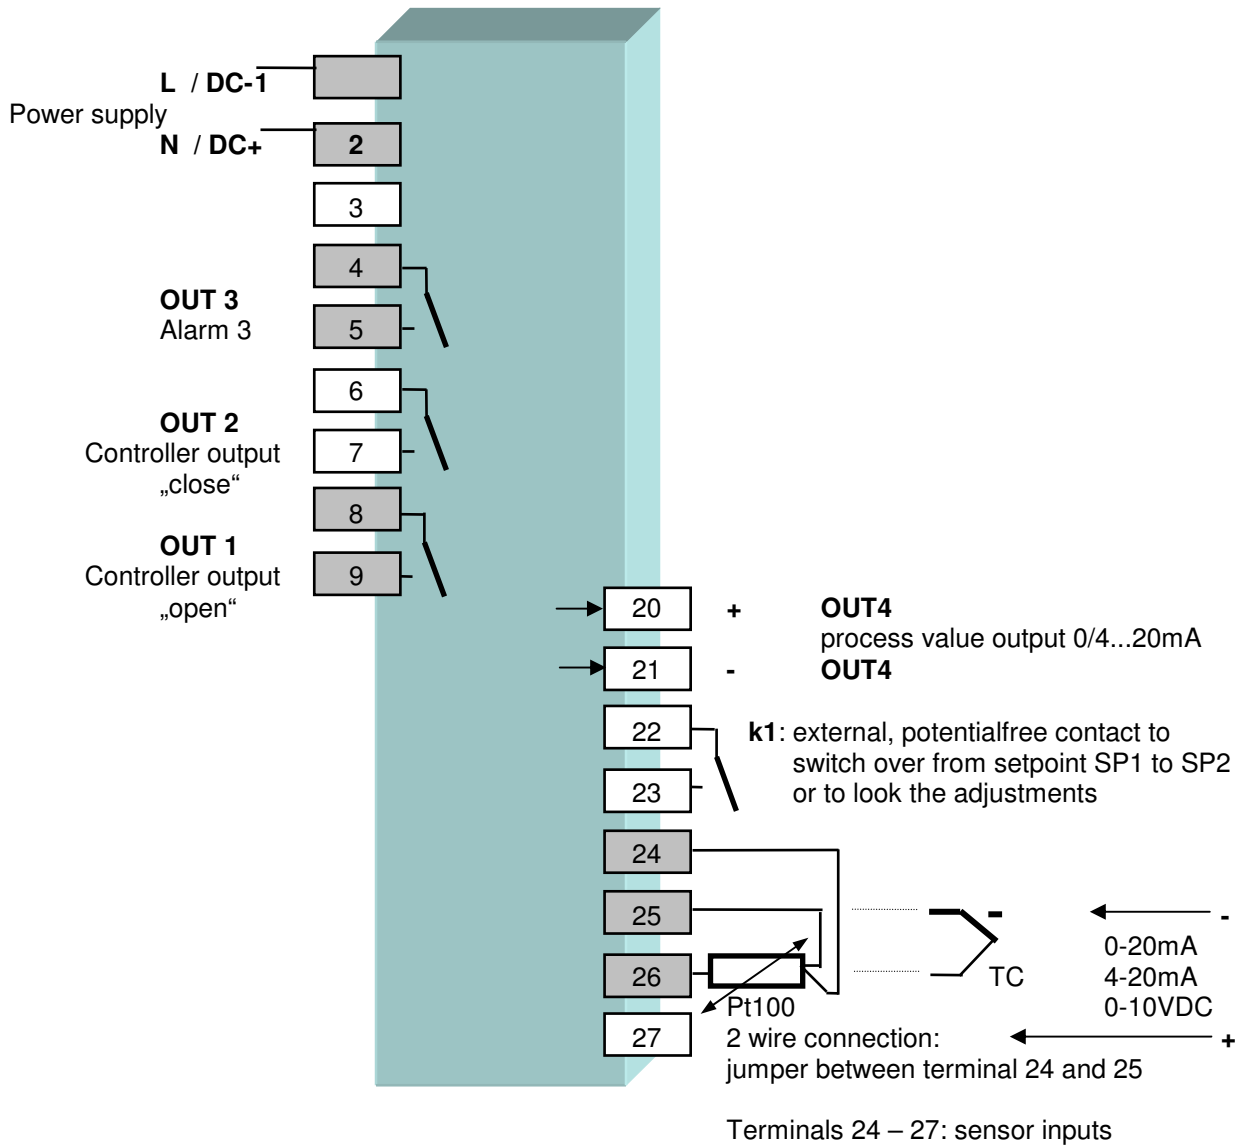 L / DC-1
Power supply
N / DC+
2
3
4
OUT 3
Alarm 3
5
6
OUT 2
Controller output
7
„close“
8
OUT 1
Controller output
9
„open“
20
+ OUT4
process value output 0/4...20mA
21
- OUT4
22
k1: external, potentialfree contact to
switch over from setpoint SP1 to SP2
or to look the adjustments
23
24
25
-
-
0-20mA
26
TC
4-20mA
0-10VDC
Pt100
27
2 wire connection:
+
jumper between terminal 24 and 25
Terminals 24 – 27: sensor inputs